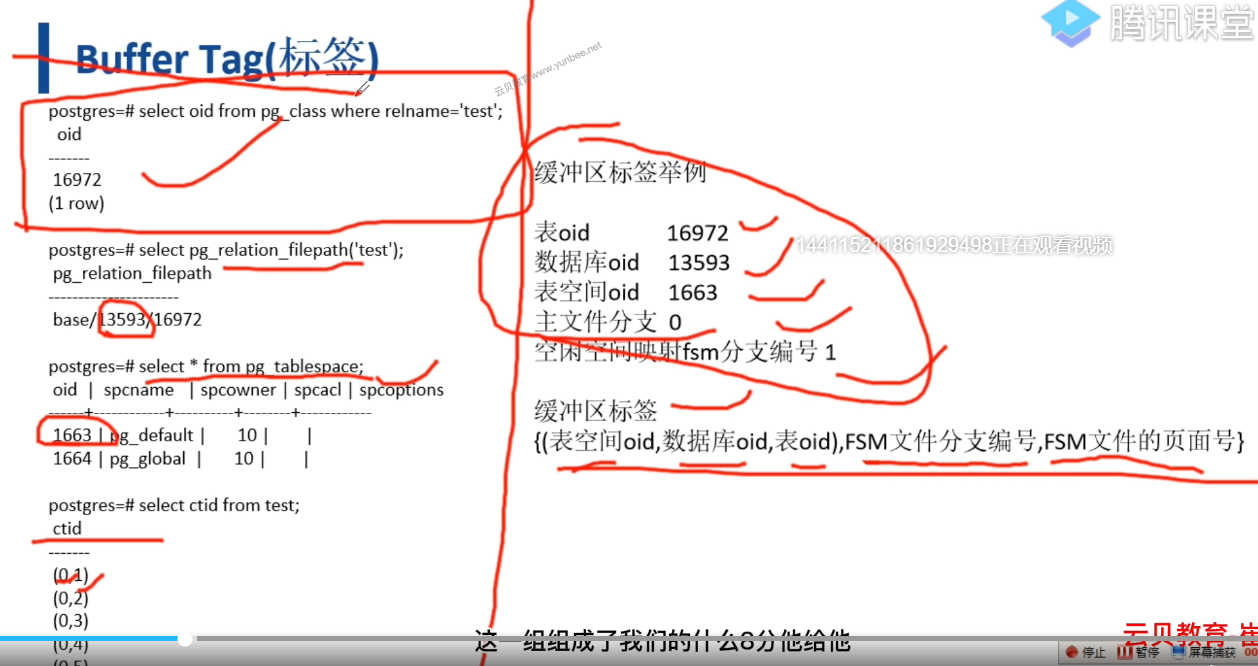 腾讯课堂
Buffer Tag(标签)
云贝教育www.yunbee.net
postgres=# select oid from pg_class where relname='test';
oid
-------
16972
(1 row)
postgres=# select pg_relation_filepath('test');
pg_relation_filepath
----------------------
base/13593/16972
postgres=# select * from pg_tablespace;
oid | spcname | spcowner | spcacl | spcoptions
------+------------+----------+--------+------------
1663 | pg_default | 10 | |
1664 | pg_global | 10 | |
postgres=# select ctid from test;
ctid
-------
(0,1)
(0,2)
(0,3)
(0,4)
(0,5)
缓冲区标签举例
表oid 16972
数据库oid 13593
表空间oid 1663
主文件分支 0
空闲空间映射fsm分支编号 1
144115211861929498正在观看视频
缓冲区标签
{(表空间oid,数据库oid,表oid),FSM文件分支编号,FSM文件的页面号}
这一组组成了我们的什么8分他给他
云贝教育 崔
停止 暂停 屏幕捕获 00